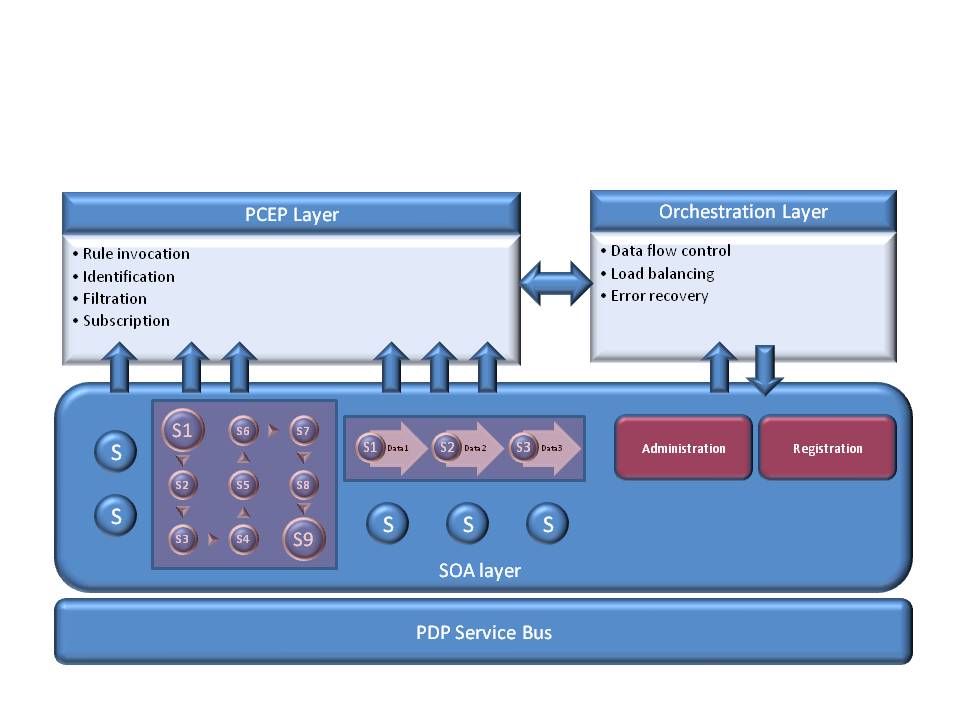 PCEP Layer
• Rule invocation
• Identification
• Filtration
• Subscription
Orchestration Layer
• Data flow control
• Load balancing
• Error recovery
S
S
S1
S6
S7
S2
S5
S8
S3
S4
S9
S1
Data1
S2
Data2
S3
Data3
S
S
S
Administration
Registration
SOA layer
PDP Service Bus